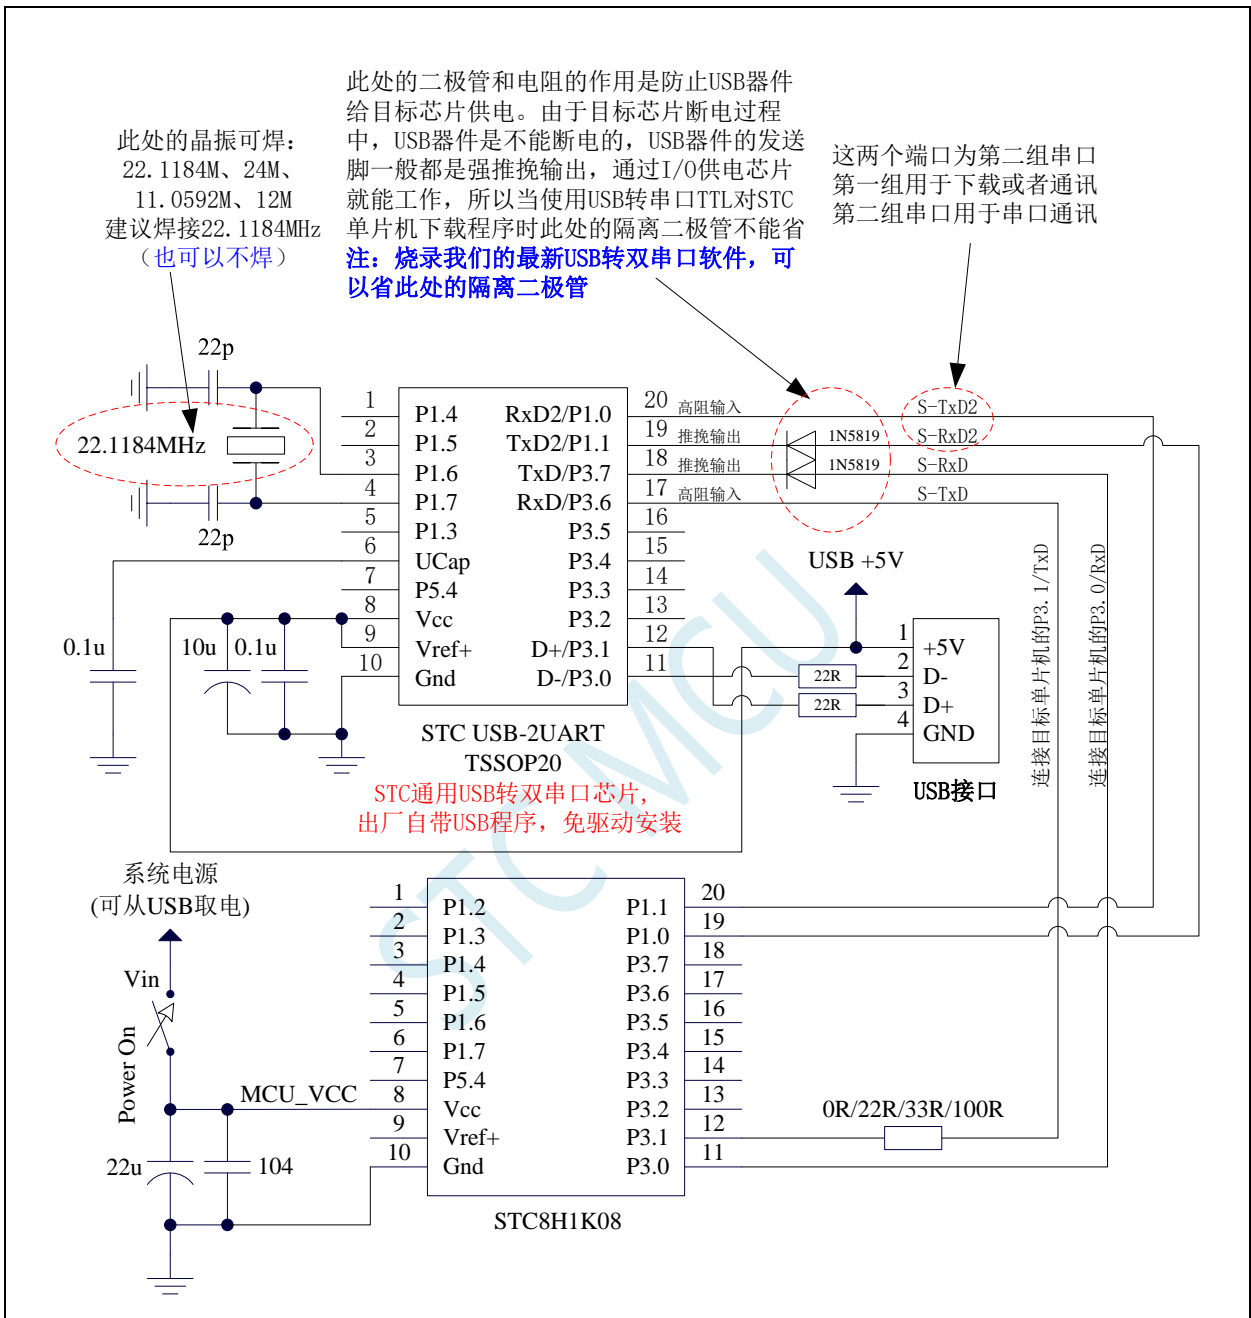 此处的二极管和电阻的作用是防止USB器件
给目标芯片供电。由于目标芯片断电过程
中，USB器件是不能断电的，USB器件的发送
脚一般都是强推挽输出，通过I/O供电芯片
就能工作，所以当使用USB转串口TTL对STC
单片机下载程序时此处的隔离二极管不能省
注：烧录我们的最新USB转双串口软件，可
以省此处的隔离二极管
此处的晶振可焊：
22.1184M、24M、
11.0592M、12M
建议焊接22.1184MHz
（也可以不焊）
这两个端口为第二组串口
第一组用于下载或者通讯
第二组串口用于串口通讯
22p
22.1184MHz
22p
1 P1.4
2 P1.5
3 P1.6
4 P1.7
5 P1.3
6 UCap
7 P5.4
8 Vcc
9 Vref+
10 Gnd
RxD2/P1.0 20 高阻输入 S-TxD2
TxD2/P1.1 19 推挽输出 1N5819 S-RxD2
TxD/P3.7 18 推挽输出 1N5819 S-RxD
RxD/P3.6 17 高阻输入 S-TxD
P3.5 16
P3.4 15
P3.3 14
P3.2 13
D+/P3.1 12
D-/P3.0 11
0.1u
10u
0.1u
USB +5V
22R
22R
1 +5V
2 D-
3 D+
4 GND
USB接口
连接目标单片机的P3.1/TxD
连接目标单片机的P3.0/RxD
STC USB-2UART
TSSOP20
STC通用USB转双串口芯片，
出厂自带USB程序，免驱动安装
STC MCU
系统电源
(可从USB取电)
Vin
Power On
MCU_VCC
22u
104
1 P1.2
2 P1.3
3 P1.4
4 P1.5
5 P1.6
6 P1.7
7 P5.4
8 Vcc
9 Vref+
10 Gnd
P1.1 20
P1.0 19
P3.7 18
P3.6 17
P3.5 16
P3.4 15
P3.3 14
P3.2 13
P3.1 12
P3.0 11
0R/22R/33R/100R
STC8H1K08